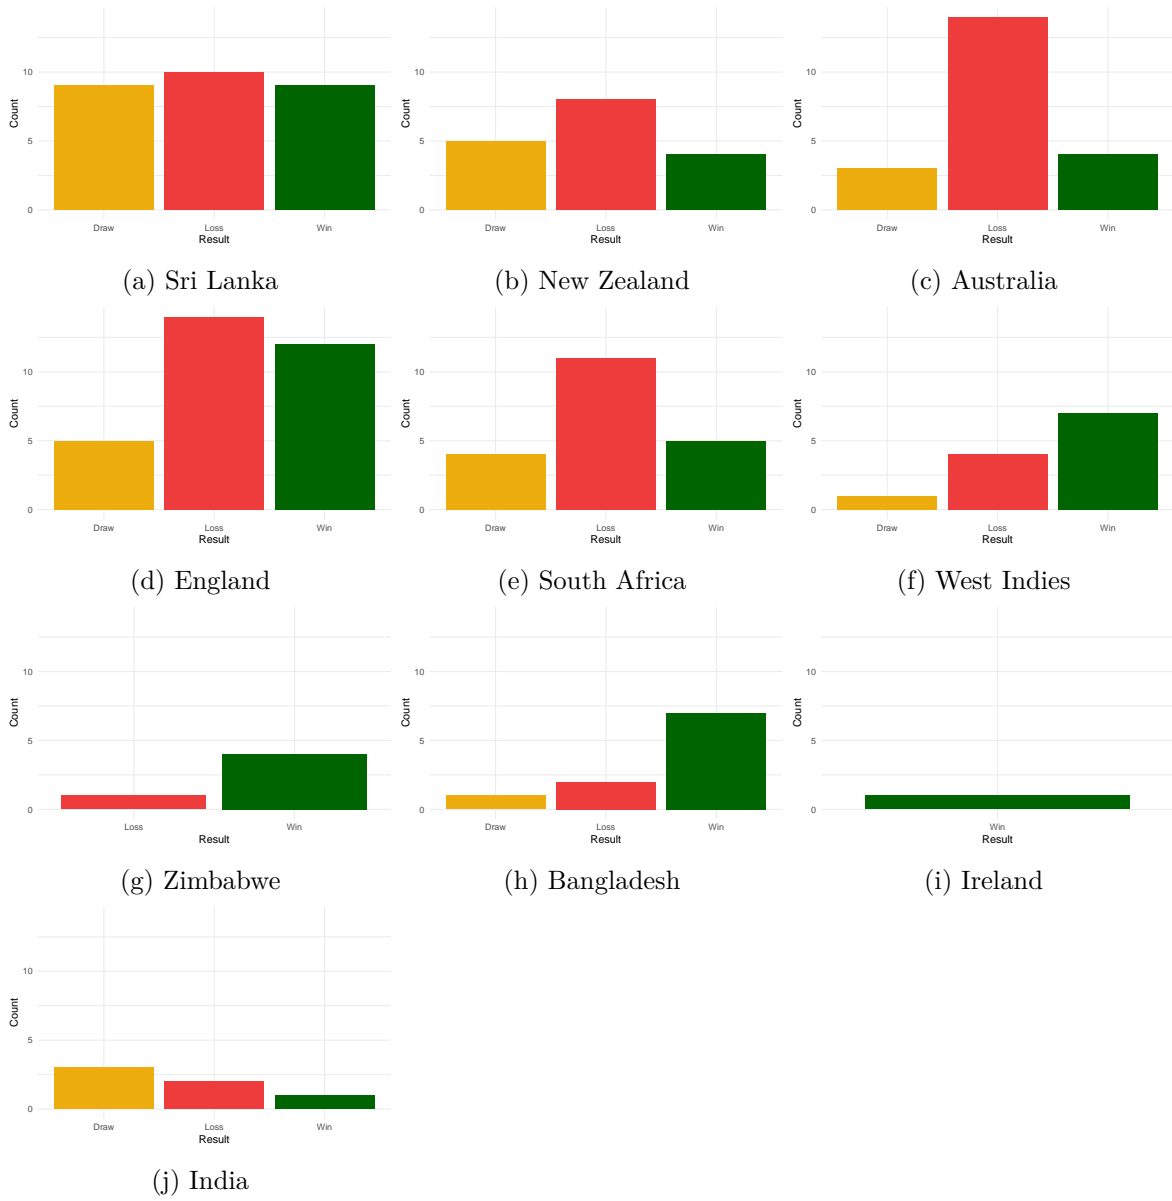 10
5
0
Count
Draw Loss Win
Result
(a) Sri Lanka
10
5
0
Count
Draw Loss Win
Result
(b) New Zealand
10
5
0
Count
Draw Loss Win
Result
(c) Australia
10
5
0
Count
Draw Loss Win
Result
(d) England
10
5
0
Count
Draw Loss Win
Result
(e) South Africa
10
5
0
Count
Draw Loss Win
Result
(f) West Indies
10
5
0
Count
Loss Win
Result
(g) Zimbabwe
10
5
0
Count
Draw Loss Win
Result
(h) Bangladesh
10
5
0
Count
Win
Result
(i) Ireland
10
5
0
Count
Draw Loss Win
Result
(j) India